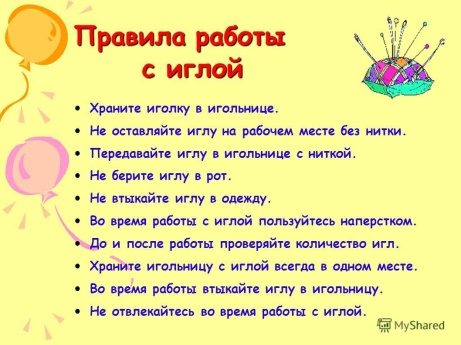 Правила работы
с иглой
• Храните иголку в игольнице.
• Не оставляйте иглу на рабочем месте без нитки.
• Передавайте иглу в игольнице с ниткой.
• Не берите иглу в рот.
• Не втыкайте иглу в одежду.
• Во время работы с иглой пользуйтесь наперстком.
• До и после работы проверяйте количество игл.
• Храните игольницу с иглой всегда в одном месте.
• Во время работы втыкайте иглу в игольницу.
• Не отвлекайтесь во время работы с иглой.
MyShared